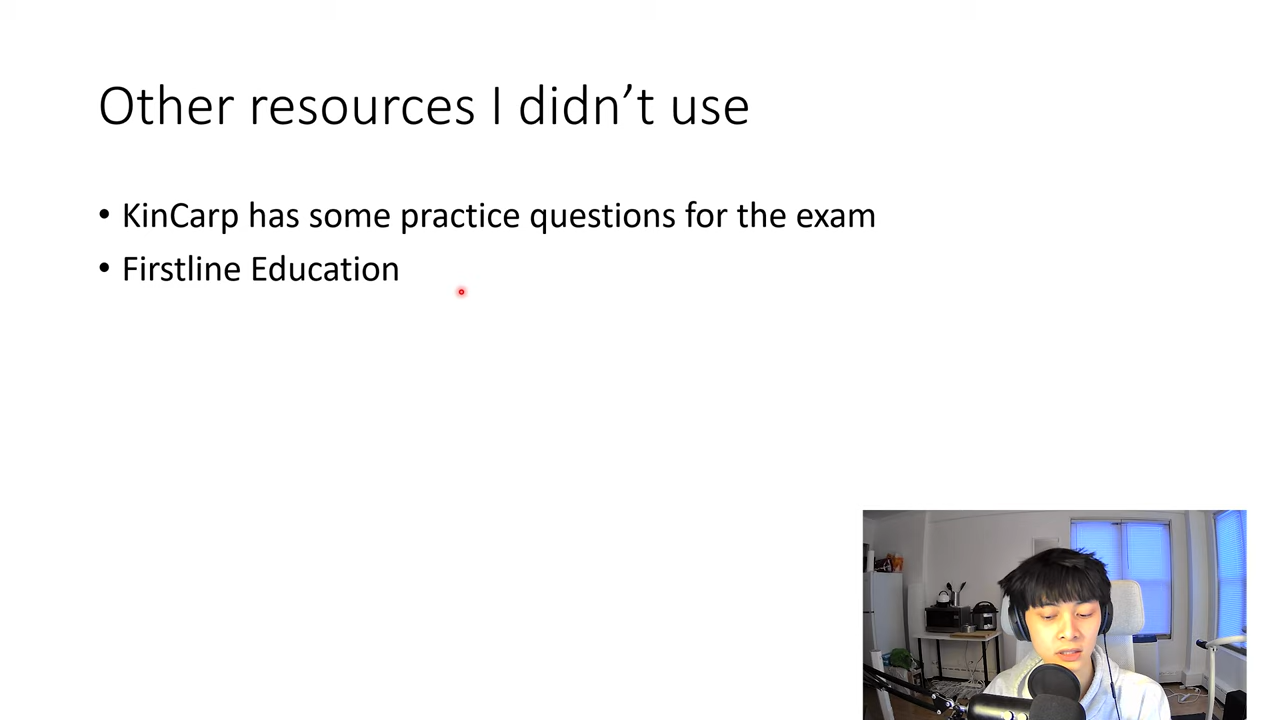 Other resources I didn’t use
• KinCarp has some practice questions for the exam
• Firstline Education